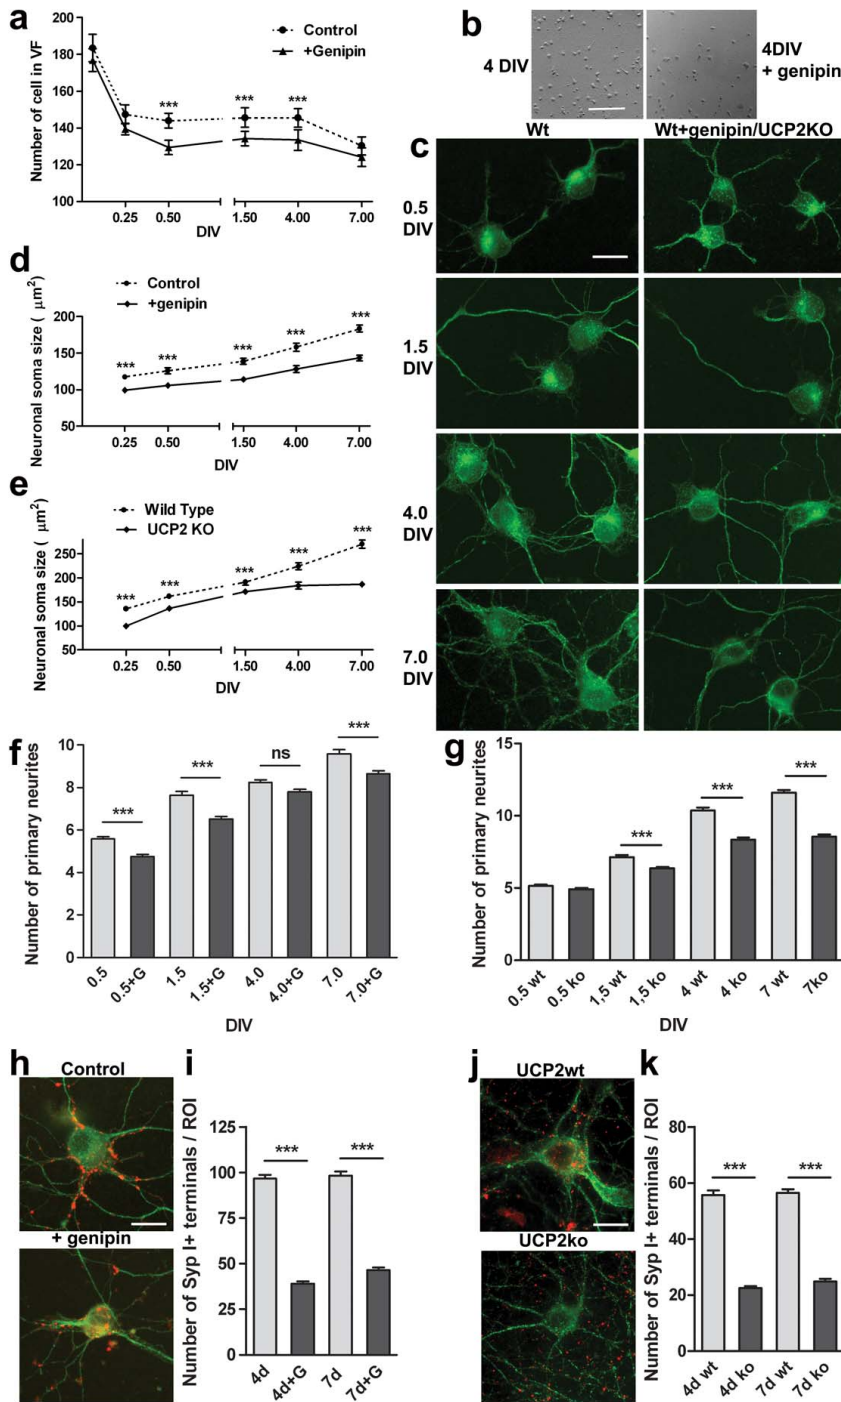 a
Number of cell in VF
200
180
160
140
120
100
Control
+Genipin
***
***
***
0.25
0.50
1.50
4.00
7.00
DIV
b
4 DIV
4DIV
+ genipin
c
Wt
Wt+genipin/UCP2KO
0.5
DIV
1.5
DIV
4.0
DIV
7.0
DIV
d
Neuronal soma size ( μm²)
Control
+genipin
200
150
100
50
***
***
***
***
***
0.25
0.50
1.50
4.00
7.00
DIV
e
Neuronal soma size ( μm²)
Wild Type
UCP2 KO
250
200
150
100
50
***
***
***
***
***
0.25
0.50
1.50
4.00
7.00
DIV
f
Number of primary neurites
10
8
6
4
2
0
***
***
ns
***
0.5
0.5+G
1.5
1.5+G
4.0
4.0+G
7.0
7.0+G
DIV
g
Number of primary neurites
15
10
5
0
***
***
***
0.5 wt
0.5 ko
1,5 wt
1,5 ko
4 wt
4 ko
7 wt
7ko
DIV
h
Control
+ genipin
i
Number of Syp I+ terminals / ROI
125
100
75
50
25
0
***
***
4d
4d+G
7d
7d+G
j
UCP2wt
UCP2ko
k
Number of Syp I+ terminals / ROI
80
60
40
20
0
***
***
4d wt
4d ko
7d wt
7d ko